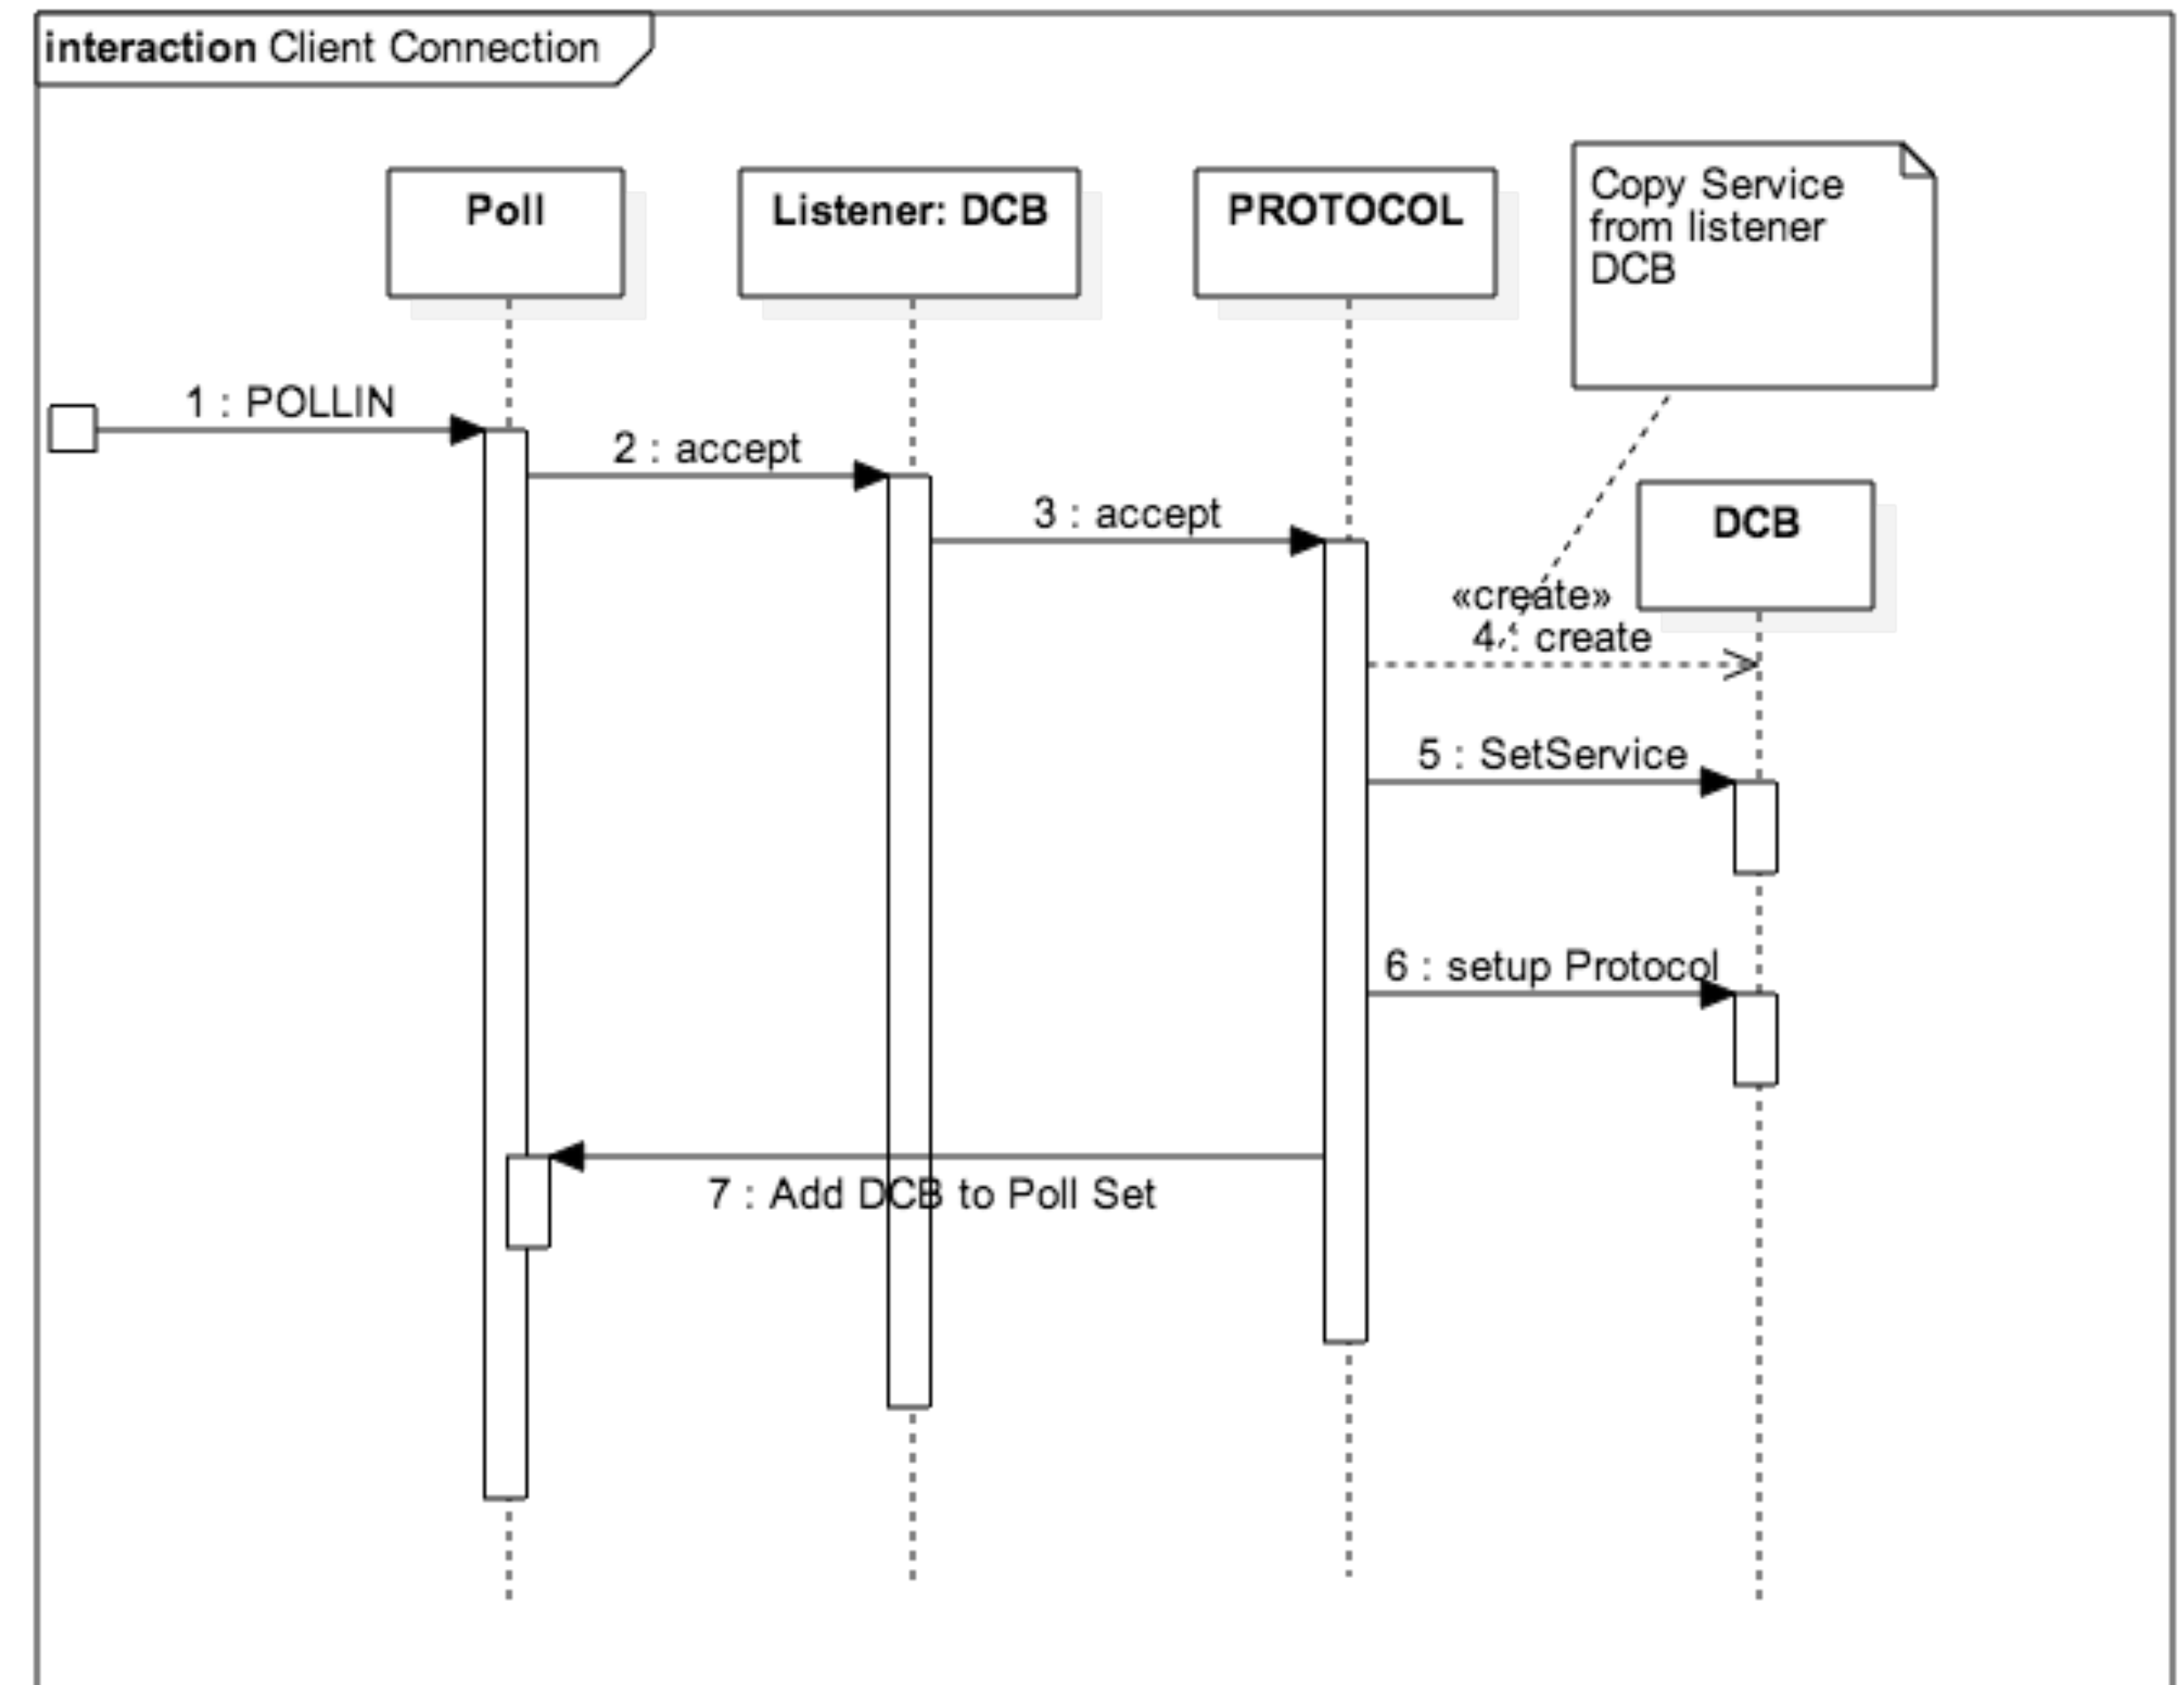 interaction Client Connection
Poll
Listener: DCB
PROTOCOL
Copy Service
from listener
DCB
1 : POLLIN
2 : accept
3 : accept
DCB
«create»
4 : create
5 : SetService
6 : setup Protocol
7 : Add DCB to Poll Set